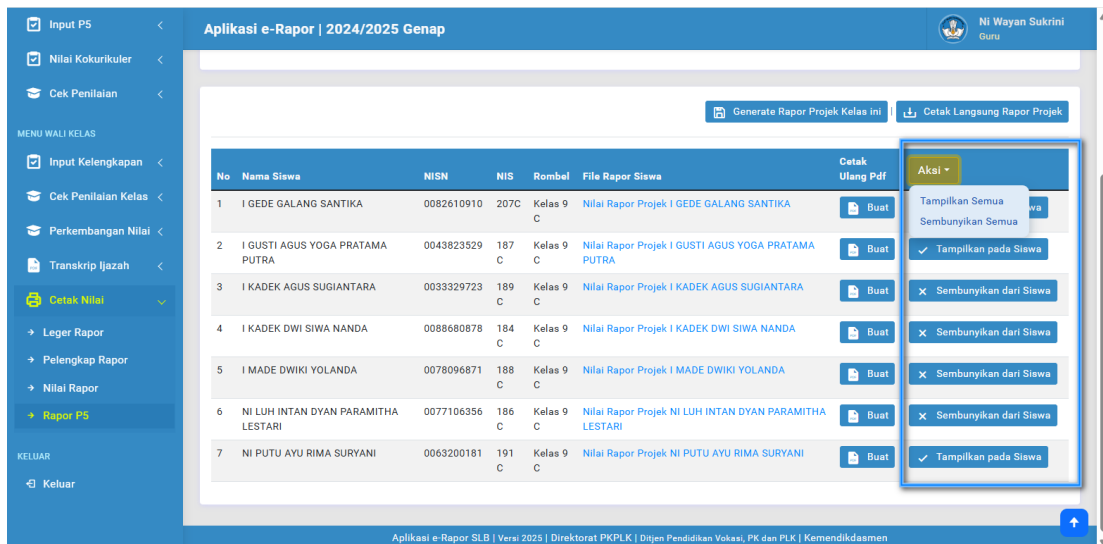 Input P5
Aplikasi e-Rapor | 2024/2025 Genap
Ni Wayan Sukrini
Guru
Nilai Kokurikuler
Cek Penilaian
MENU WALI KELAS
Input Kelengkapan
Cek Penilaian Kelas
Perkembangan Nilai
Transkrip Ijazah
Cetak Nilai
Leger Rapor
Pelengkap Rapor
Nilai Rapor
Rapor P5
KELUAR
Keluar
Generate Rapor Projek Kelas ini | Cetak Langsung Rapor Projek
No Nama Siswa NISN NIS Rombel File Rapor Siswa Cetak Ulang Pdf Aksi
Tampilkan Semua
Sembunyikan Semua
1 I GEDE GALANG SANTIKA 0082610910 207C Kelas 9 Nilai Rapor Projek I GEDE GALANG SANTIKA Buat wa
C
2 I GUSTI AGUS YOGA PRATAMA 0043823529 187 Kelas 9 Nilai Rapor Projek I GUSTI AGUS YOGA PRATAMA Buat Tampilkan pada Siswa
PUTRA C C PUTRA
3 I KADEK AGUS SUGIANTARA 0033329723 189 Kelas 9 Nilai Rapor Projek I KADEK AGUS SUGIANTARA Buat Sembunyikan dari Siswa
C C
4 I KADEK DWI SIWA NANDA 0088680878 184 Kelas 9 Nilai Rapor Projek I KADEK DWI SIWA NANDA Buat Sembunyikan dari Siswa
C C
5 I MADE DWIKI YOLANDA 0078096871 188 Kelas 9 Nilai Rapor Projek I MADE DWIKI YOLANDA Buat Sembunyikan dari Siswa
C C
6 NI LUH INTAN DYAN PARAMITHA 0077106356 186 Kelas 9 Nilai Rapor Projek NI LUH INTAN DYAN PARAMITHA Buat Sembunyikan dari Siswa
LESTARI C C LESTARI
7 NI PUTU AYU RIMA SURYANI 0063200181 191 Kelas 9 Nilai Rapor Projek NI PUTU AYU RIMA SURYANI Buat Tampilkan pada Siswa
C C
Aplikasi e-Rapor SLB | Versi 2025 | Direktorat PKPLK | Ditjen Pendidikan Vokasi, PK dan PLK | Kemendikdasmen